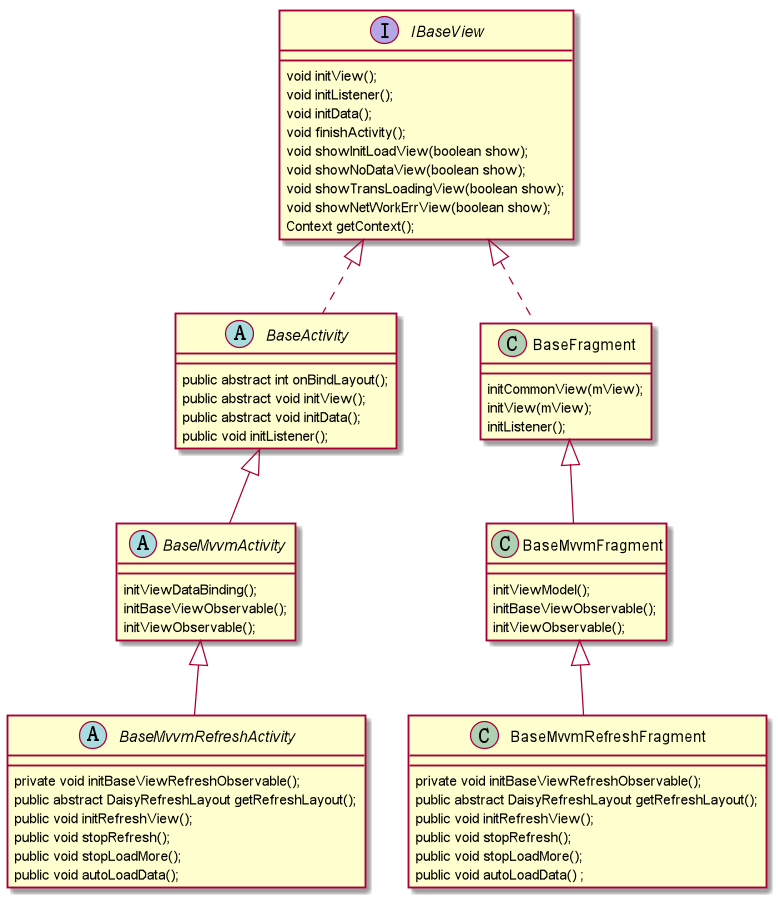 I IBaseView
void initView();
void initListener();
void initData();
void finishActivity();
void showInitLoadView(boolean show);
void showNoDataView(boolean show);
void showTransLoadingView(boolean show);
void showNetWorkErrView(boolean show);
Context getContext();
A BaseActivity
public abstract int onBindLayout();
public abstract void initView();
public abstract void initData();
public void initListener();
C BaseFragment
initCommonView(mView);
initView(mView);
initListener();
A BaseMvvmActivity
initViewDataBinding();
initBaseViewObservable();
initViewObservable();
C BaseMvvmFragment
initViewModel();
initBaseViewObservable();
initViewObservable();
A BaseMvvmRefreshActivity
private void initBaseViewRefreshObservable();
public abstract DaisyRefreshLayout getRefreshLayout();
public void initRefreshView();
public void stopRefresh();
public void stopLoadMore();
public void autoLoadData();
C BaseMvvmRefreshFragment
private void initBaseViewRefreshObservable();
public abstract DaisyRefreshLayout getRefreshLayout();
public void initRefreshView();
public void stopRefresh();
public void stopLoadMore();
public void autoLoadData() ;